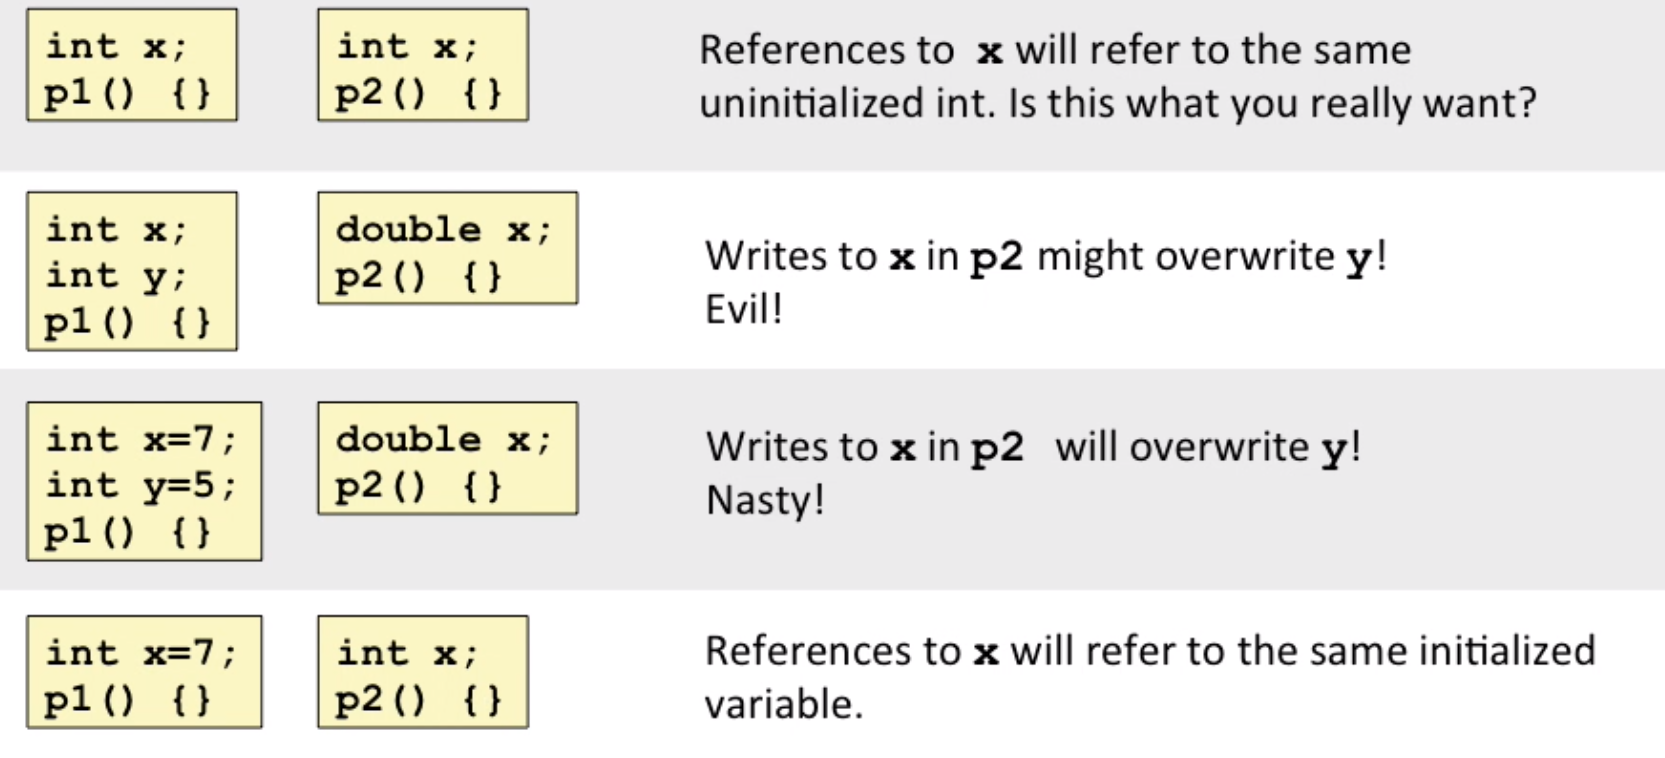 int x;
p1() {}
int x;
p2() {}
References to x will refer to the same
uninitialized int. Is this what you really want?
int x;
int y;
p1() {}
double x;
p2() {}
Writes to x in p2 might overwrite y!
Evil!
int x=7;
int y=5;
p1() {}
double x;
p2() {}
Writes to x in p2 will overwrite y!
Nasty!
int x=7;
p1() {}
int x;
p2() {}
References to x will refer to the same initialized
variable.